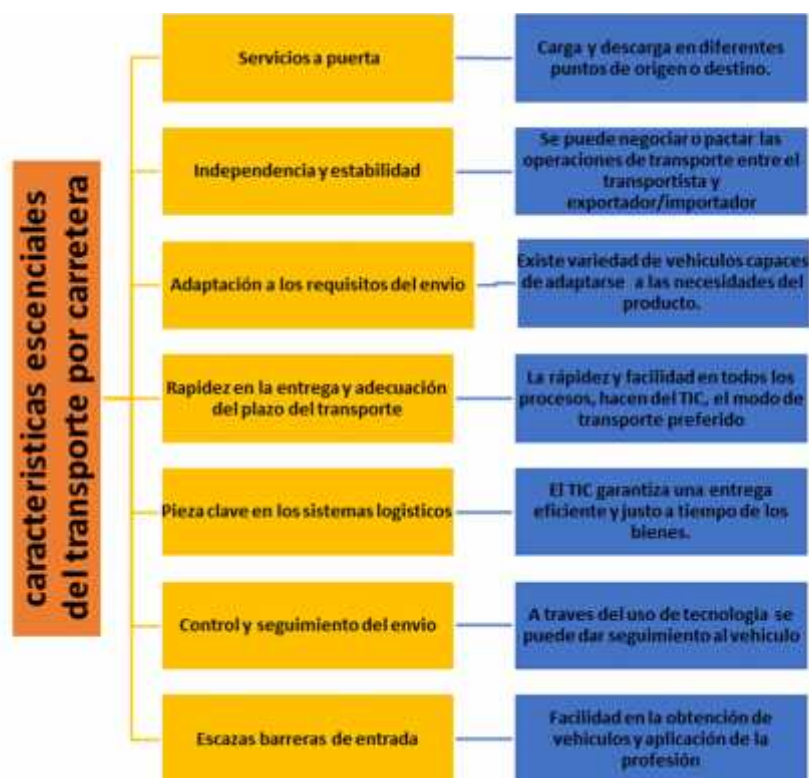 caracteristicas escenciales
del transporte por carretera
Servicios a puerta
Carga y descarga en diferentes
puntos de origen o destino.
Independencia y estabilidad
Se puede negociar o pactar las
operaciones de transporte entre el
transportista y
exportador/importador
Adaptación a los requisitos del envio
Existe variedad de vehiculos capaces
de adaptarse a las necesidades del
producto.
Rapidez en la entrega y adecuación
del plazo del transporte
La rápidez y facilidad en todos los
procesos, hacen del TIC, el modo de
transporte preferido
Pieza clave en los sistemas logisticos
El TIC garantiza una entrega
eficiente y justo a tiempo de los
bienes.
Control y seguimiento del envio
A traves del uso de tecnologia se
puede dar seguimiento al vehiculo
Escazas barreras de entrada
Facilidad en la obtención de
vehiculos y aplicación de la
profesión